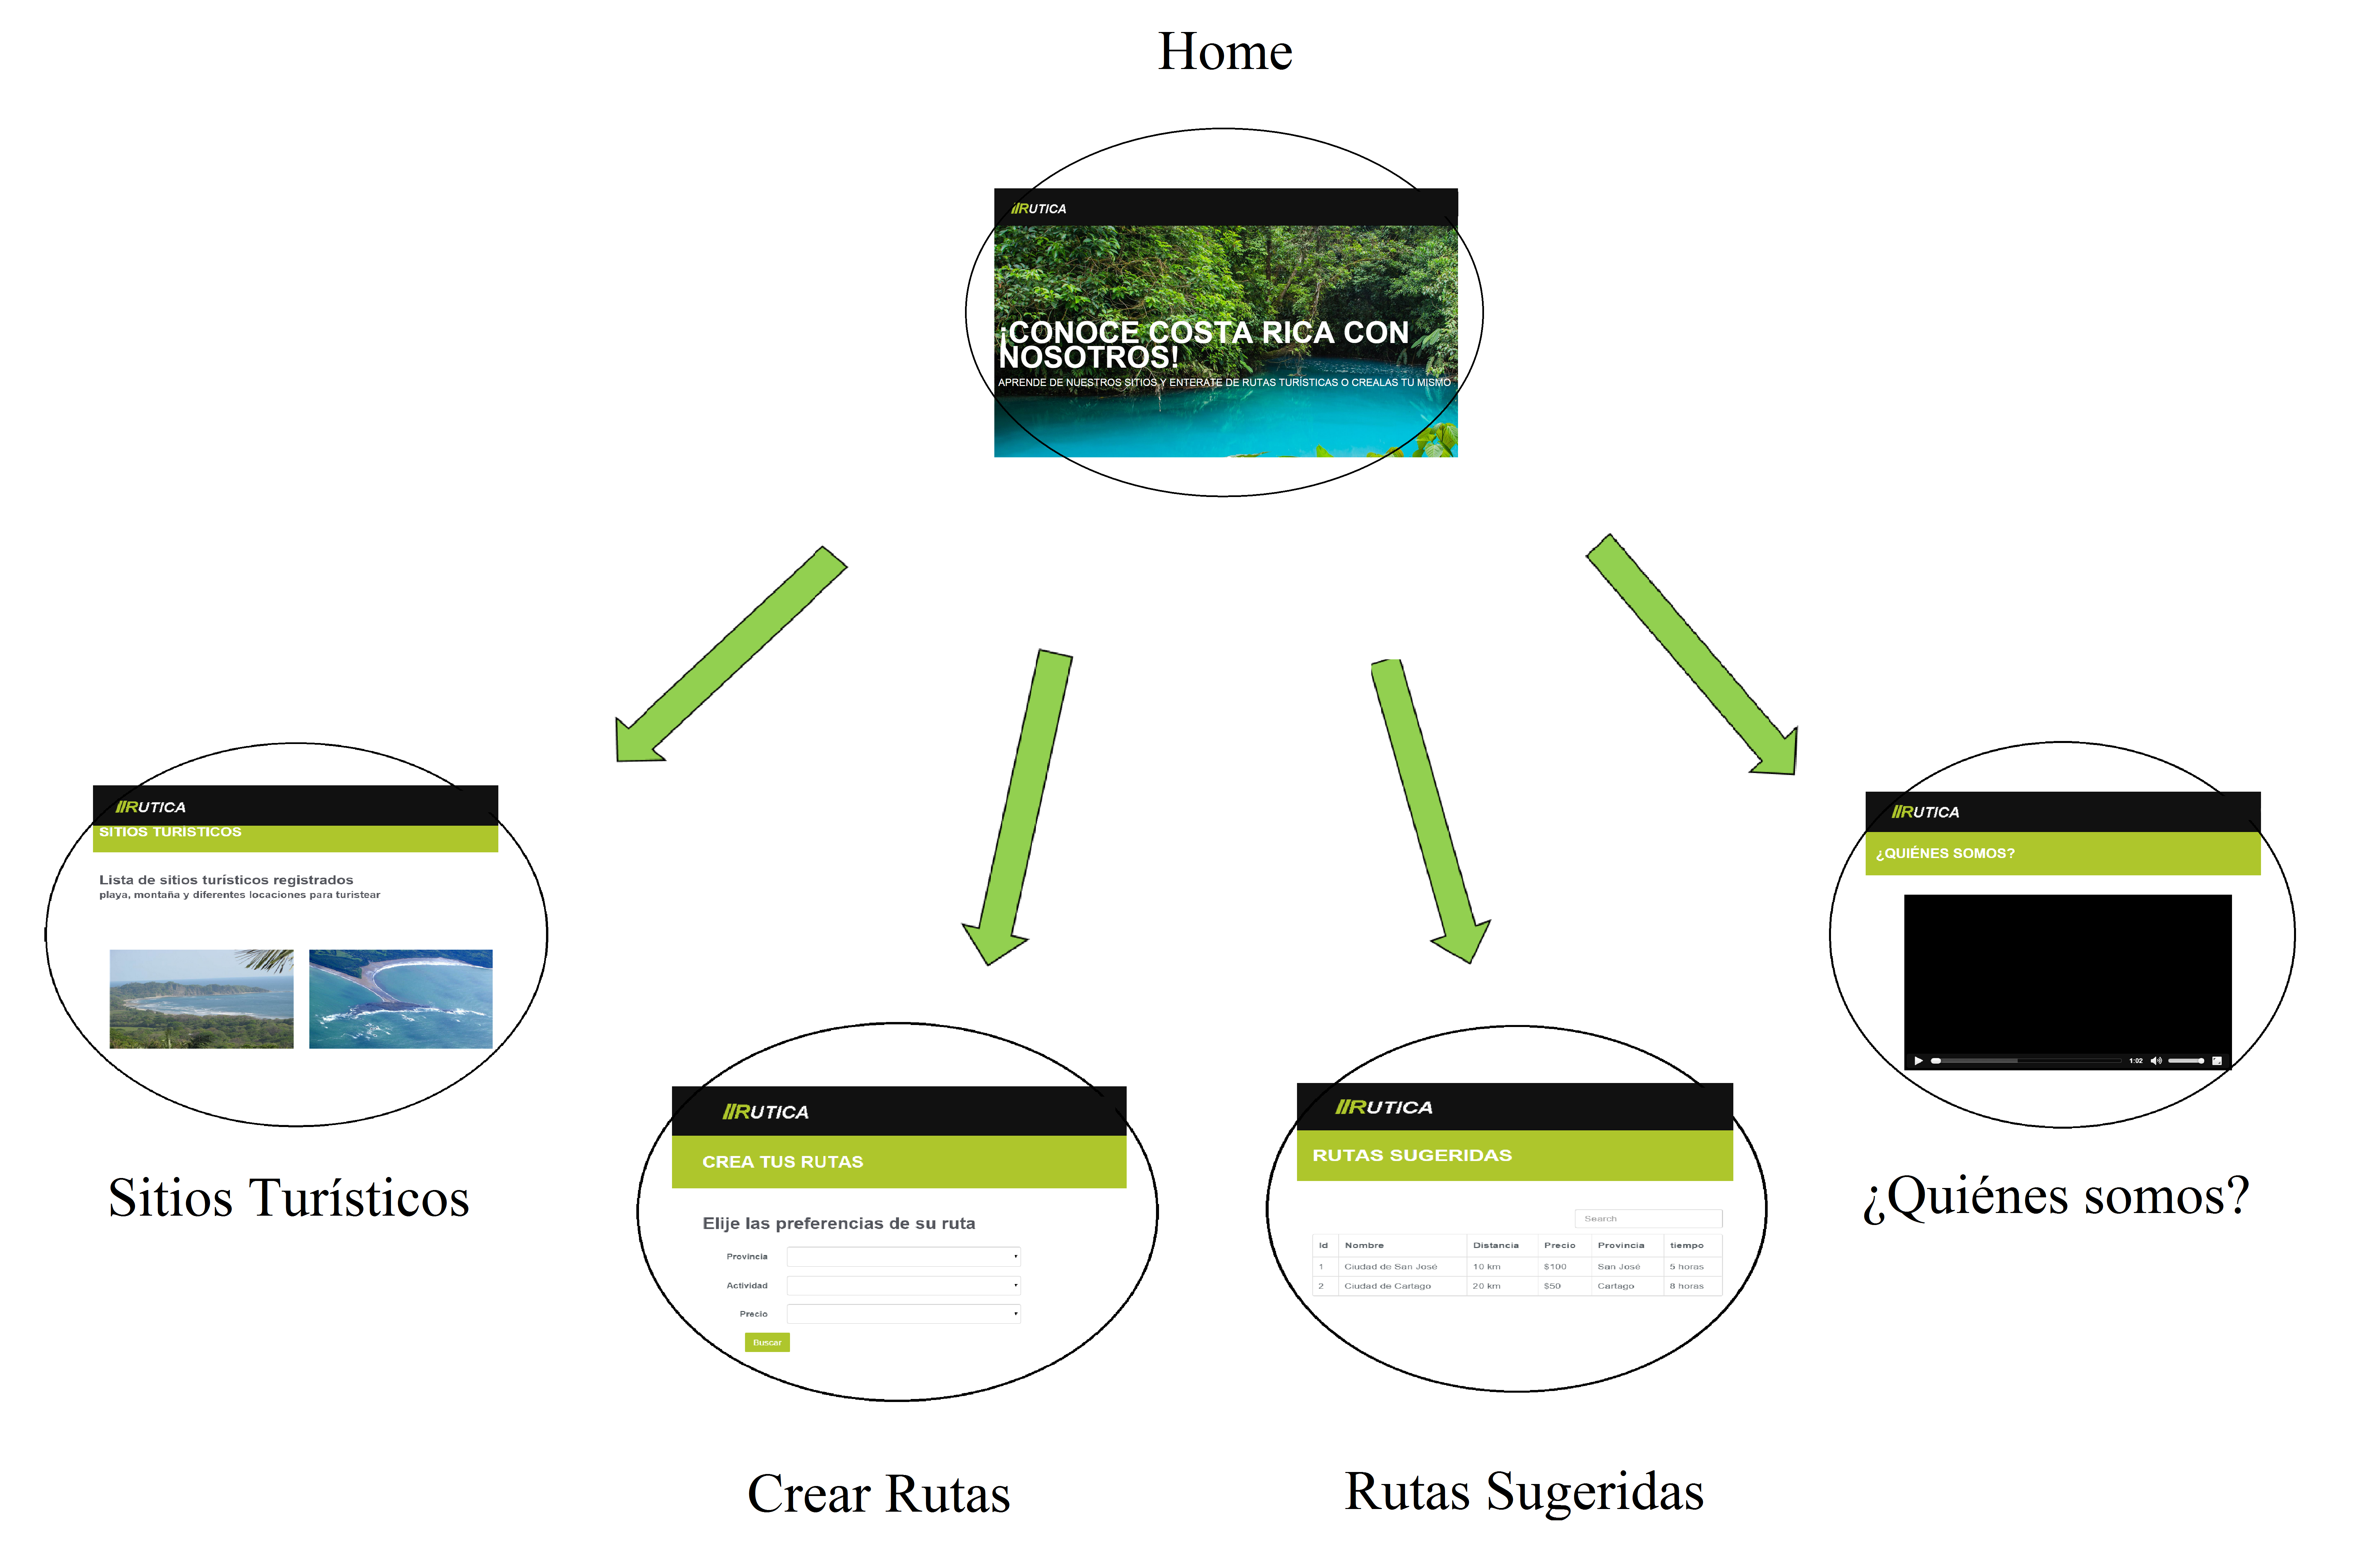 Home
RUTICA
¡CONOCE COSTA RICA CON
NOSOTROS!
APRENDE DE NUESTROS SITIOS Y ENTERATE DE RUTAS TURÍSTICAS O CREALAS TU MISMO
RUTICA
SITIOS TURÍSTICOS
Lista de sitios turísticos registrados
playa, montaña y diferentes locaciones para turistear
Sitios Turísticos
RUTICA
CREA TUS RUTAS
Elije las preferencias de su ruta
Provincia
Actividad
Precio
Buscar
Crear Rutas
RUTICA
RUTAS SUGERIDAS
Search
Id Nombre Distancia Precio Provincia tiempo
1 Ciudad de San José 10 km $100 San José 5 horas
2 Ciudad de Cartago 20 km $50 Cartago 8 horas
Rutas Sugeridas
RUTICA
¿QUIÉNES SOMOS?
1:02
¿Quiénes somos?